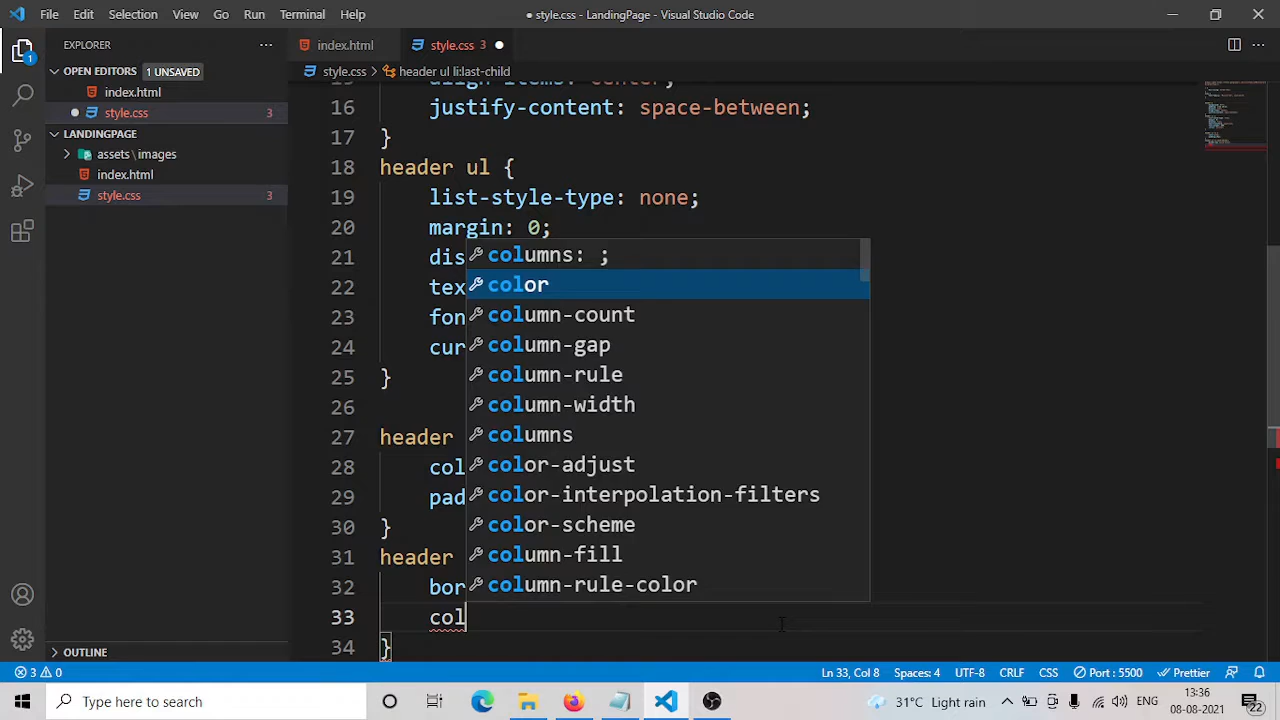 File Edit Selection View Go Run Terminal Help
● style.css - LandingPage - Visual Studio Code
EXPLORER
index.html
style.css 3
OPEN EDITORS 1 UNSAVED
style.css > header ul li:last-child
index.html
style.css 3
LANDINGPAGE
assets \ images
index.html
style.css 3
16 justify-content: space-between;
17 }
18 header ul {
19 list-style-type: none;
20 margin: 0;
21 dis
22 tex
23 fon
24 cur
25 }
26
27 header
28 col
29 pad
30 }
31 header
32 bor
33 col
34 }
columns: ;
color
column-count
column-gap
column-rule
column-width
columns
color-adjust
color-interpolation-filters
color-scheme
column-fill
column-rule-color
1
OUTLINE
3 0
Ln 33, Col 8 Spaces: 4 UTF-8 CRLF CSS Port : 5500 Prettier
Type here to search
31°C Light rain
ENG
13:36
08-08-2021
22